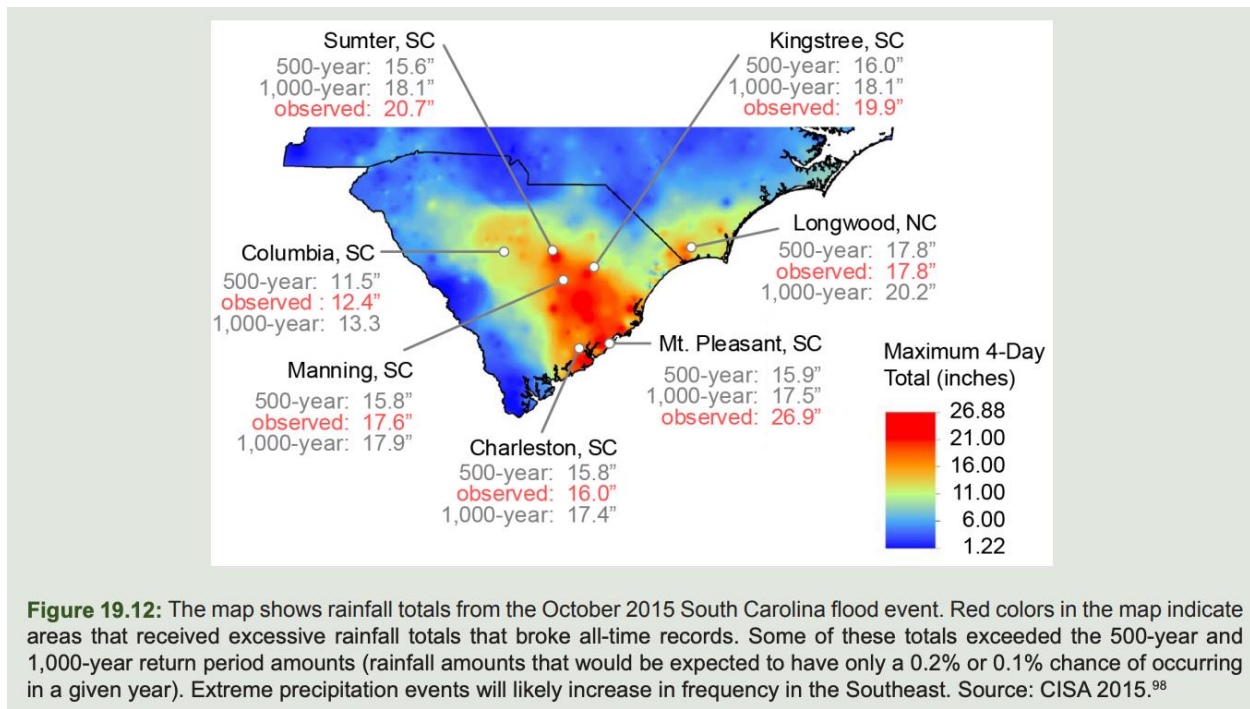 Sumter, SC
500-year: 15.6”
1,000-year: 18.1”
observed: 20.7”
Kingstree, SC
500-year: 16.0”
1,000-year: 18.1”
observed: 19.9”
Columbia, SC
500-year: 11.5”
observed : 12.4”
1,000-year: 13.3
Longwood, NC
500-year: 17.8”
observed: 17.8”
1,000-year: 20.2”
Manning, SC
500-year: 15.8”
observed: 17.6”
1,000-year: 17.9”
Mt. Pleasant, SC
500-year: 15.9”
1,000-year: 17.5”
observed: 26.9”
Charleston, SC
500-year: 15.8”
observed: 16.0”
1,000-year: 17.4”
Maximum 4-Day
Total (inches)
26.88
21.00
16.00
11.00
6.00
1.22
Figure 19.12: The map shows rainfall totals from the October 2015 South Carolina flood event. Red colors in the map indicate
areas that received excessive rainfall totals that broke all-time records. Some of these totals exceeded the 500-year and
1,000-year return period amounts (rainfall amounts that would be expected to have only a 0.2% or 0.1% chance of occurring
in a given year). Extreme precipitation events will likely increase in frequency in the Southeast. Source: CISA 2015.98